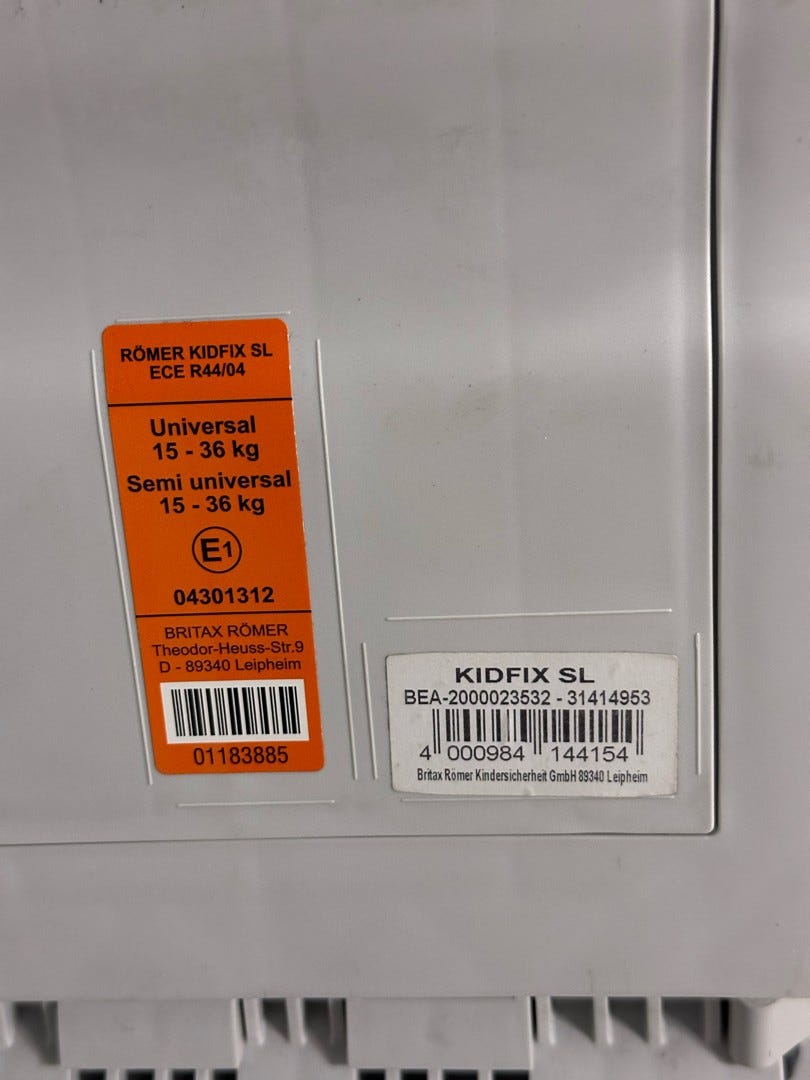 RÖMER KIDFIX SL
ECE R44/04
Universal
15 - 36 kg
Semi universal
15 - 36 kg
E1
04301312
BRITAX RÖMER
Theodor-Heuss-Str.9
D - 89340 Leipheim
01183885
KIDFIX SL
BEA-2000023532 - 31414953
4 000984 144154
Britax Römer Kindersicherheit GmbH 89340 Leipheim